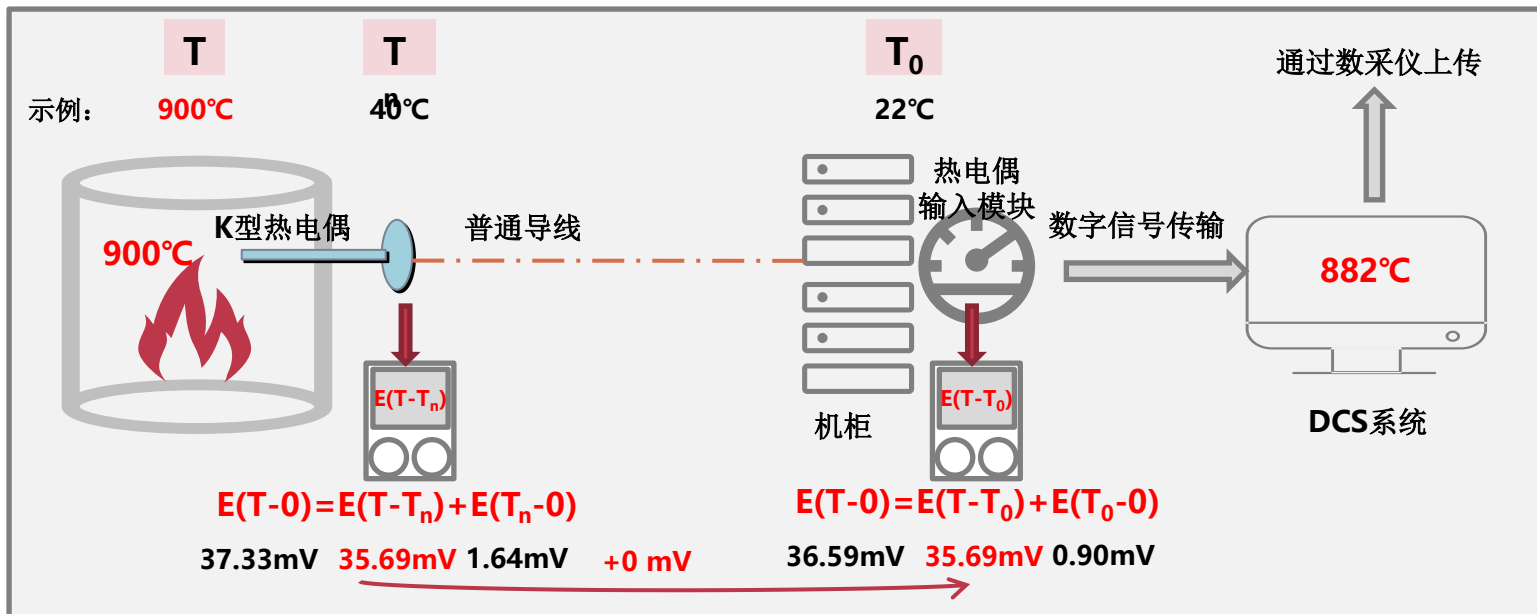 T
T
n
T₀
通过数采仪上传
示例：
900℃
40℃
22℃
热电偶
输入模块
K型热电偶
普通导线
数字信号传输
900℃
882℃
E(T-Tₙ)
E(T-T₀)
机柜
DCS系统
E(T-0)=E(T-Tₙ)+E(Tₙ-0)
E(T-0)=E(T-T₀)+E(T₀-0)
37.33mV 35.69mV 1.64mV +0 mV
36.59mV 35.69mV 0.90mV